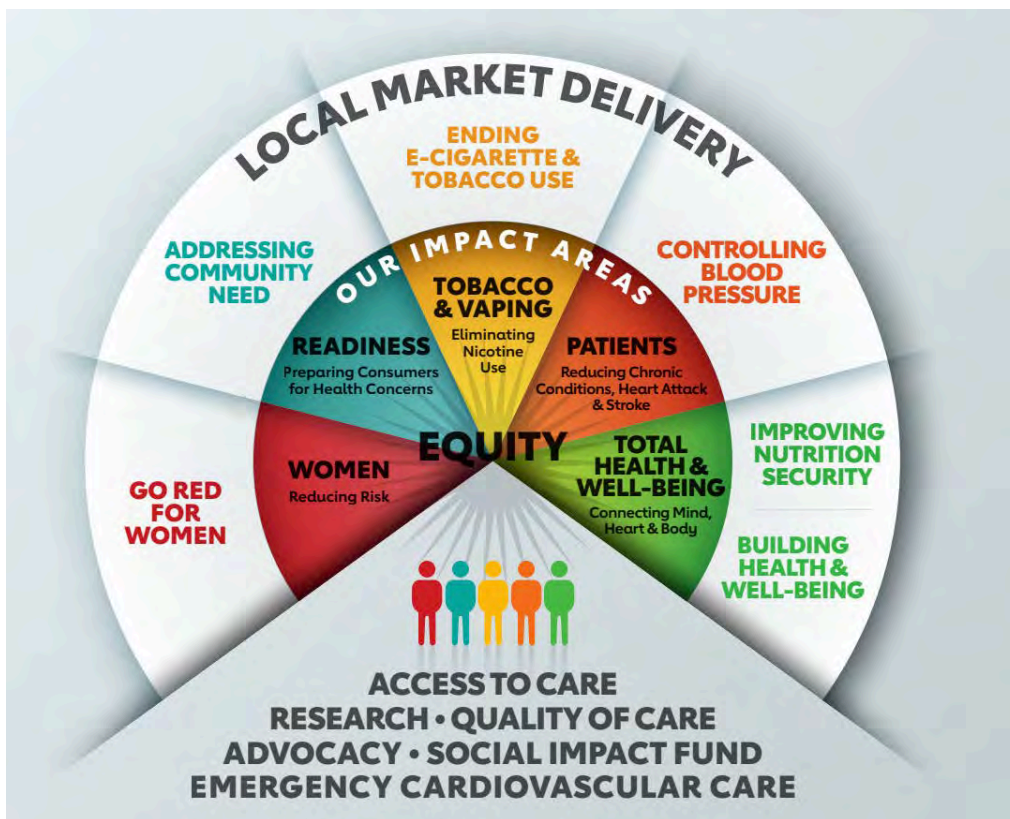 LOCAL MARKET DELIVERY
ENDING
E-CIGARETTE &
TOBACCO USE
ADDRESSING
COMMUNITY
NEED
CONTROLLING
BLOOD
PRESSURE
OUR IMPACT AREAS
TOBACCO
& VAPING
Eliminating
Nicotine
Use
READINESS
Preparing Consumers
for Health Concerns
PATIENTS
Reducing Chronic
Conditions, Heart Attack
& Stroke
EQUITY
WOMEN
Reducing Risk
TOTAL
HEALTH &
WELL-BEING
Connecting Mind,
Heart & Body
GO RED
FOR
WOMEN
IMPROVING
NUTRITION
SECURITY
BUILDING
HEALTH &
WELL-BEING
ACCESS TO CARE
RESEARCH • QUALITY OF CARE
ADVOCACY • SOCIAL IMPACT FUND
EMERGENCY CARDIOVASCULAR CARE